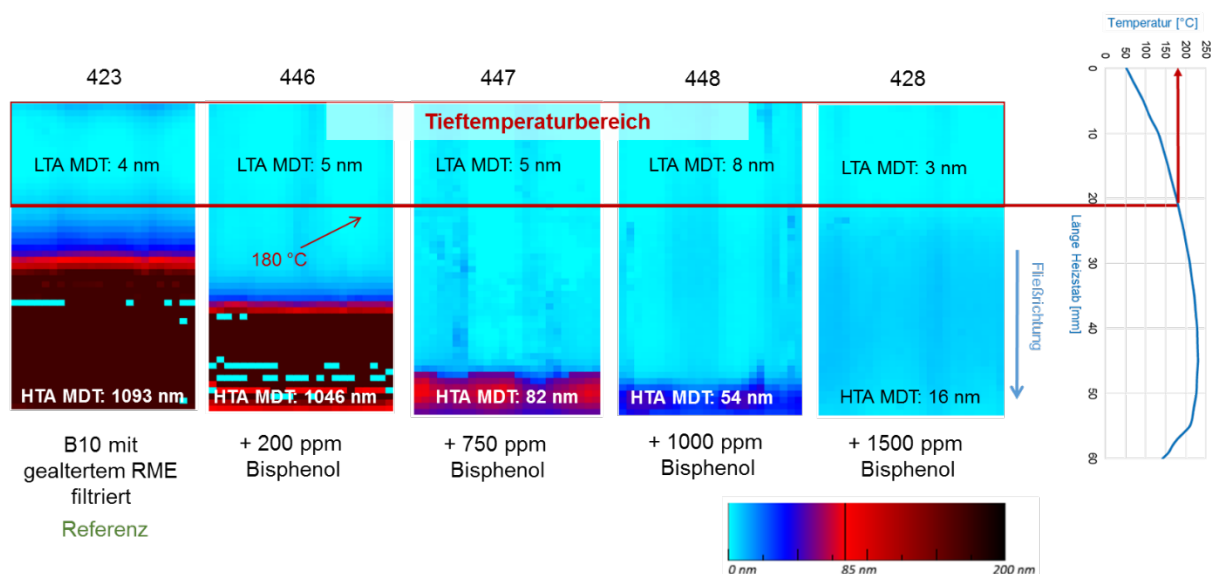 Temperatur [°C]
0 50 100 150 200 250
423 446 447 448 428
Tieftemperaturbereich
LTA MDT: 4 nm LTA MDT: 5 nm LTA MDT: 5 nm LTA MDT: 8 nm LTA MDT: 3 nm
180 °C
HTA MDT: 1093 nm HTA MDT: 1046 nm HTA MDT: 82 nm HTA MDT: 54 nm HTA MDT: 16 nm
B10 mit
gealtertem RME
filtriert
Referenz
+ 200 ppm
Bisphenol
+ 750 ppm
Bisphenol
+ 1000 ppm
Bisphenol
+ 1500 ppm
Bisphenol
Fließrichtung
Länge Heizstab [mm]
0
10
20
30
40
50
60
0 nm 85 nm 200 nm